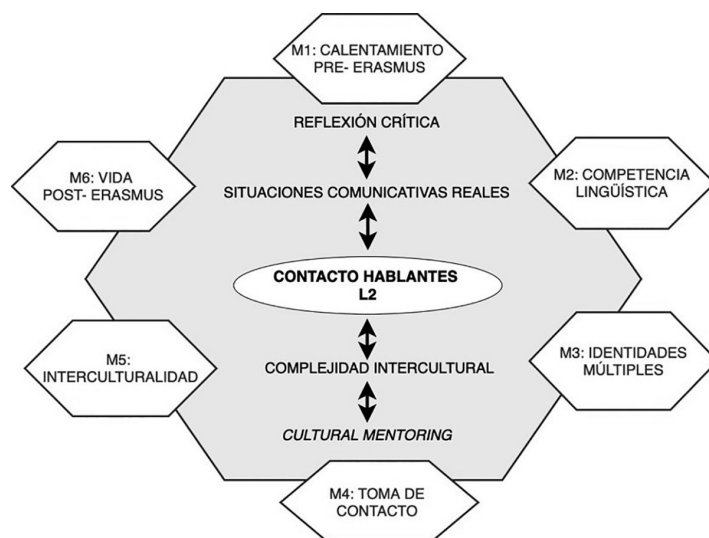 M1: CALENTAMIENTO
PRE- ERASMUS
REFLEXIÓN CRÍTICA
M6: VIDA
POST- ERASMUS
SITUACIONES COMUNICATIVAS REALES
M2: COMPETENCIA
LINGÜÍSTICA
CONTACTO HABLANTES
L2
M5:
INTERCULTURALIDAD
COMPLEJIDAD INTERCULTURAL
M3: IDENTIDADES
MÚLTIPLES
CULTURAL MENTORING
M4: TOMA DE
CONTACTO